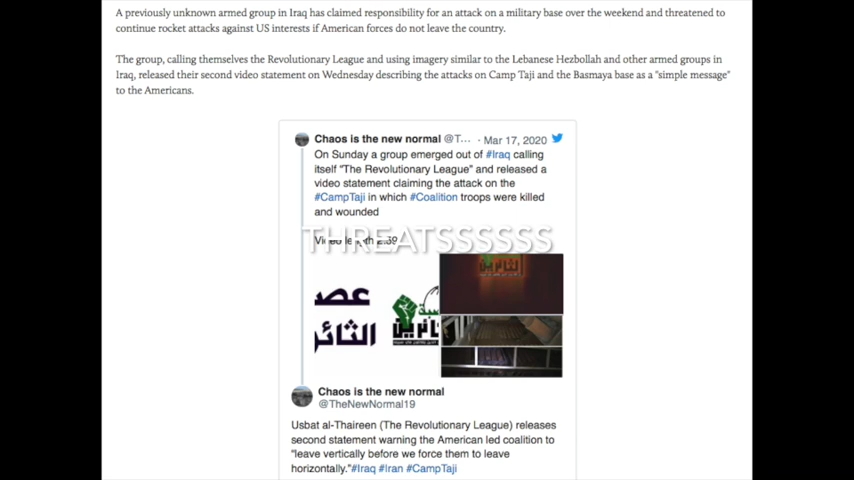 A previously unknown armed group in Iraq has claimed responsibility for an attack on a military base over the weekend and threatened to
continue rocket attacks against US interests if American forces do not leave the country.
The group, calling themselves the Revolutionary League and using imagery similar to the Lebanese Hezbollah and other armed groups in
Iraq, released their second video statement on Wednesday describing the attacks on Camp Taji and the Basmaya base as a "simple message"
to the Americans.
Chaos is the new normal @T... · Mar 17, 2020
On Sunday a group emerged out of #Iraq calling
itself "The Revolutionary League" and released a
video statement claiming the attack on the
#CampTaji in which #Coalition troops were killed
and wounded
THREATSSSSSS
Chaos is the new normal
@TheNewNormal19
Usbat al-Thaireen (The Revolutionary League) releases
second statement warning the American led coalition to
"leave vertically before we force them to leave
horizontally."#Iraq #Iran #CampTaji